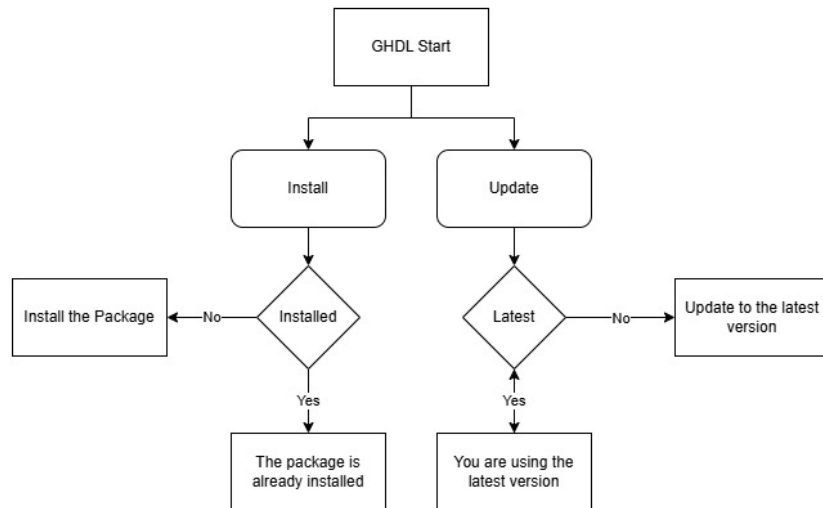 GHDL Start
Install
Update
Install the Package
No
Installed
Latest
No
Update to the latest
version
Yes
Yes
The package is
already installed
You are using the
latest version